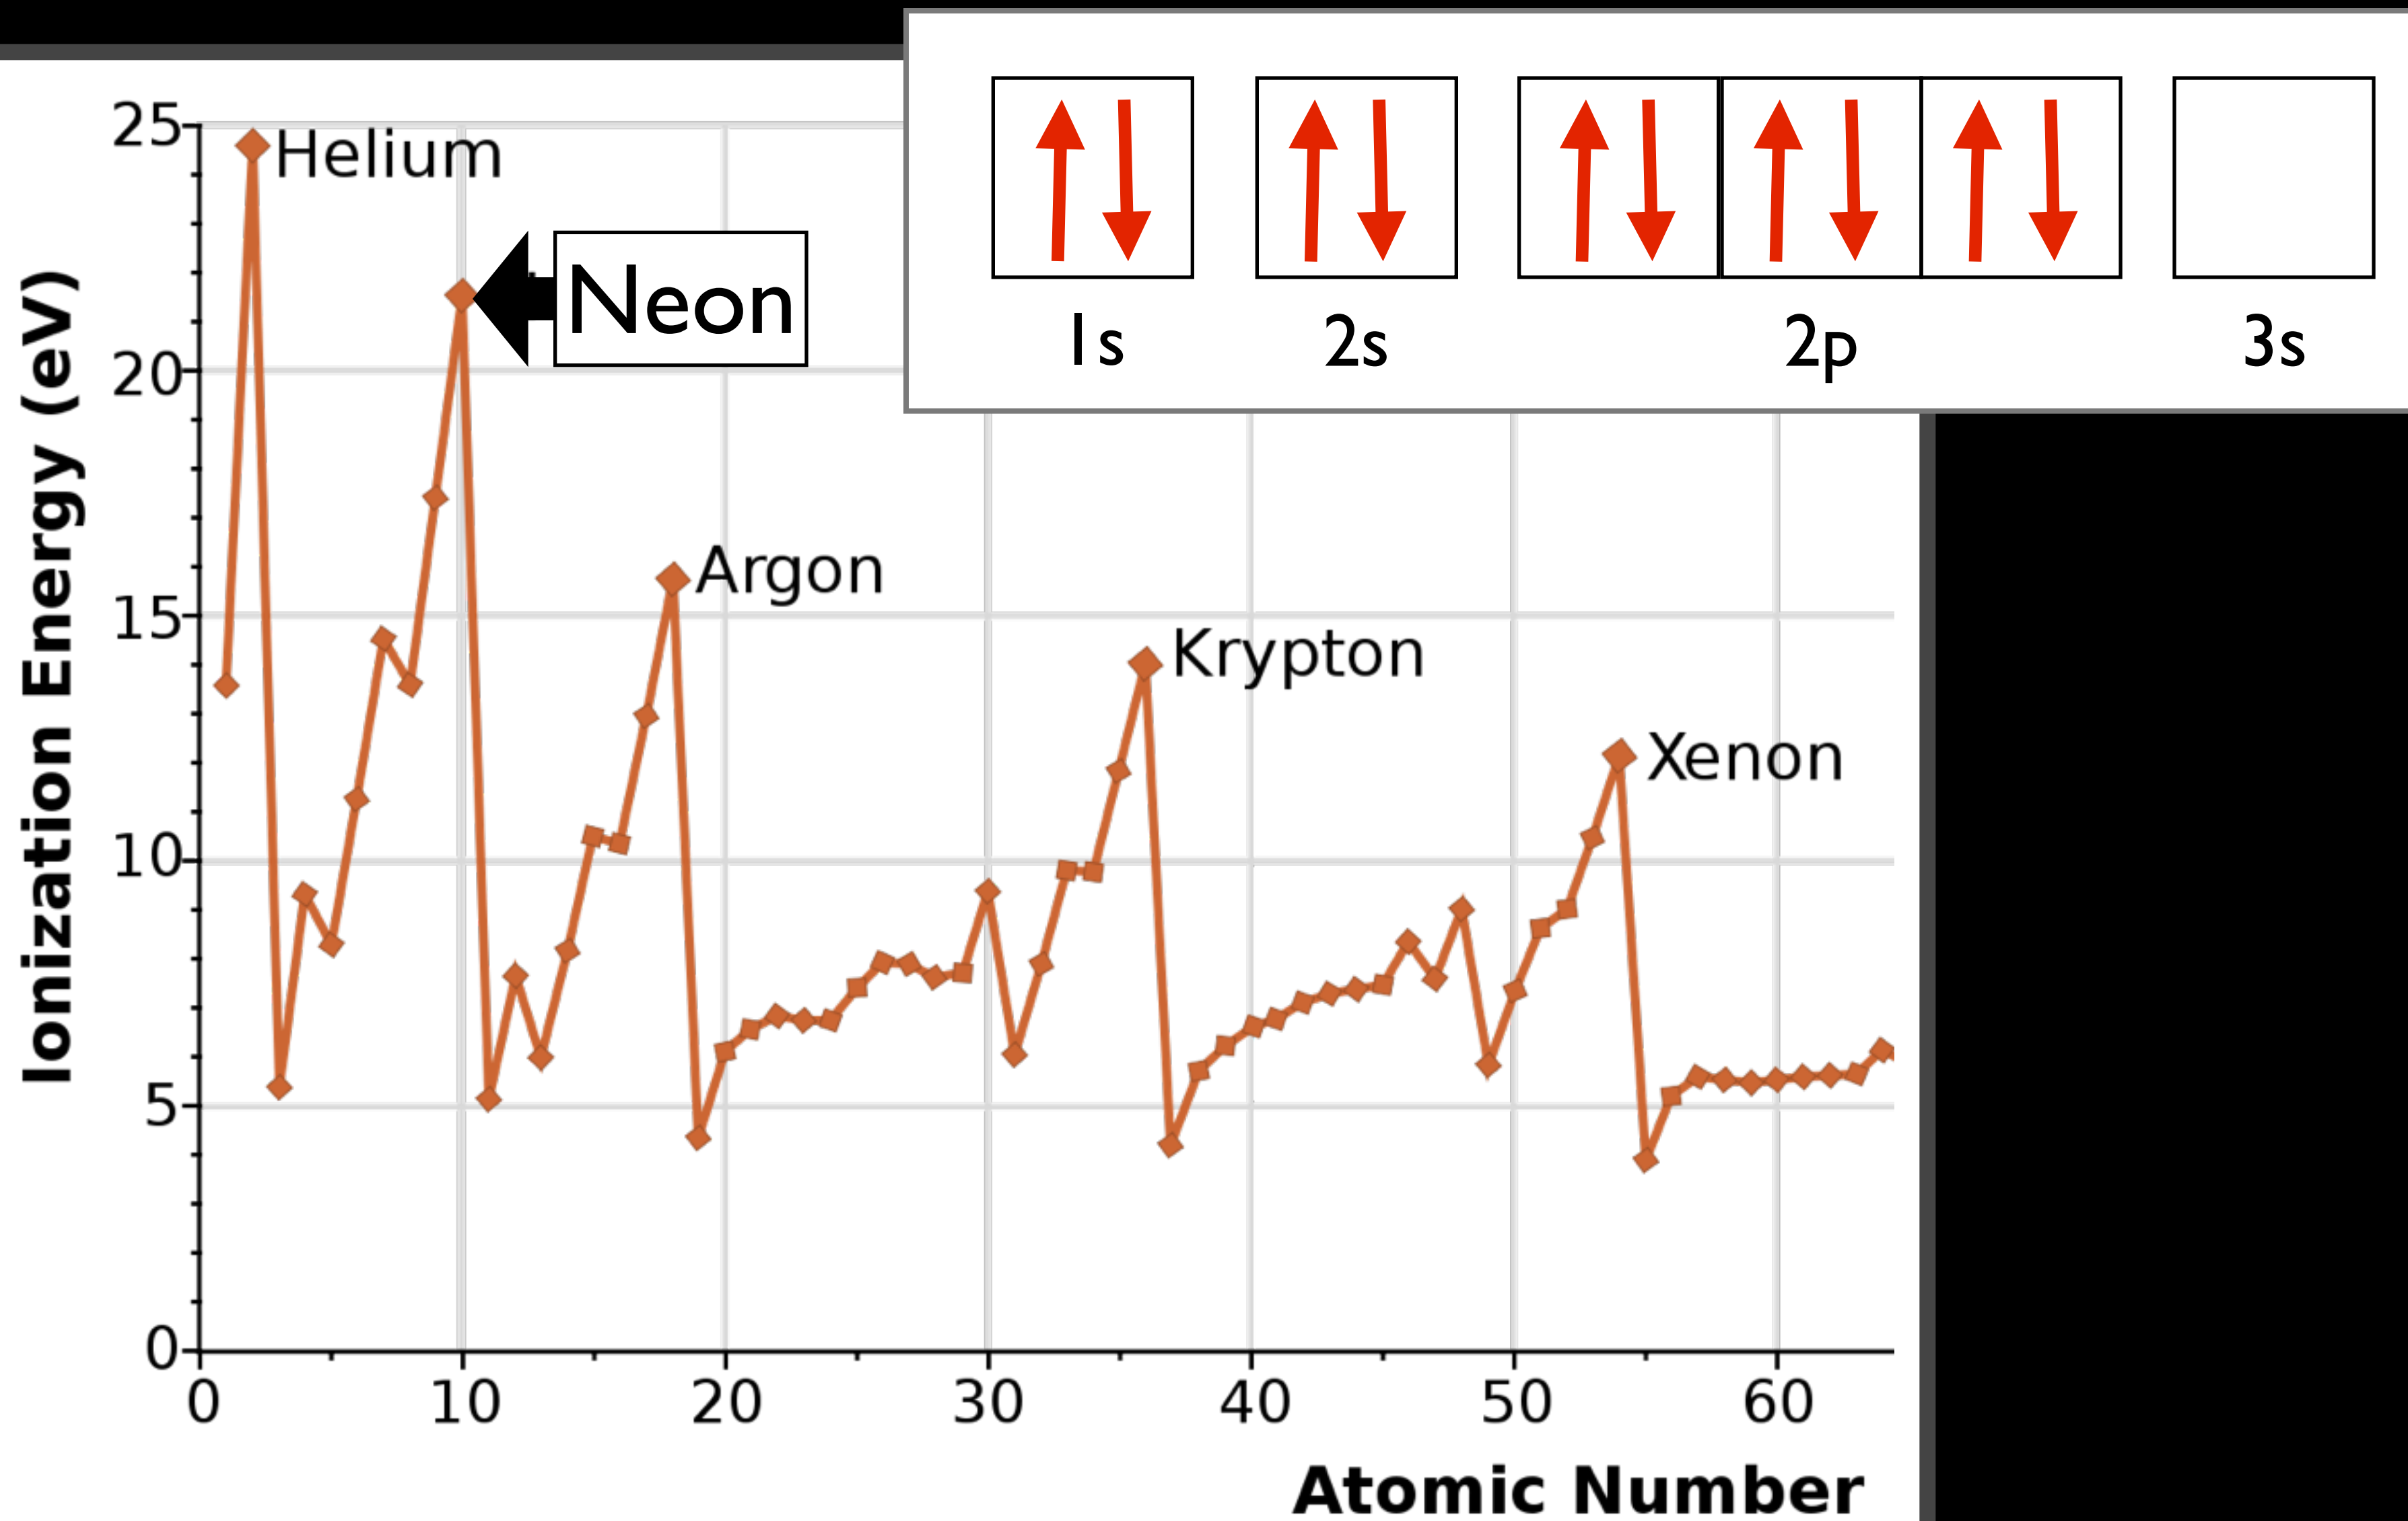 1s 2s 2p 3s
Ionization Energy (eV)
25
20
15
10
5
0
Helium
Neon
Argon
Krypton
Xenon
0 10 20 30 40 50 60
Atomic Number